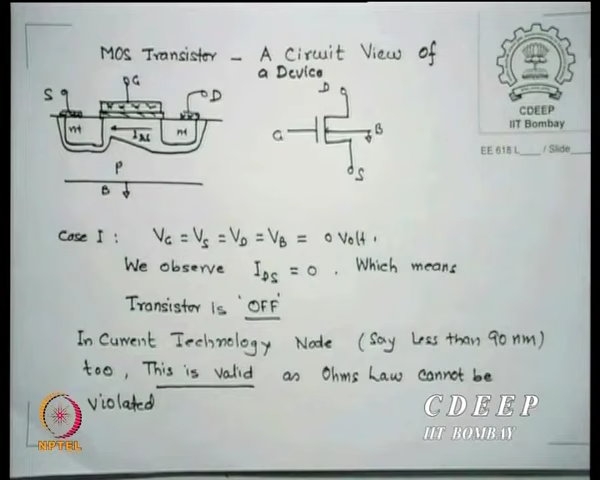 MOS Transistor - A Circuit View of
a Device
G
S
D
n+
n+
IDS
P
B
D
G
B
S
CDEEP
IIT Bombay
EE 618 L____ / Slide____
Case I : VG = VS = VD = VB = 0 Volt.
We observe IDS = 0 . Which means
Transistor is 'OFF'
In Current Technology Node (Say Less than 90 nm)
too, This is valid as Ohms Law cannot be
violated
NPTEL
CDEEP
IIT BOMBAY